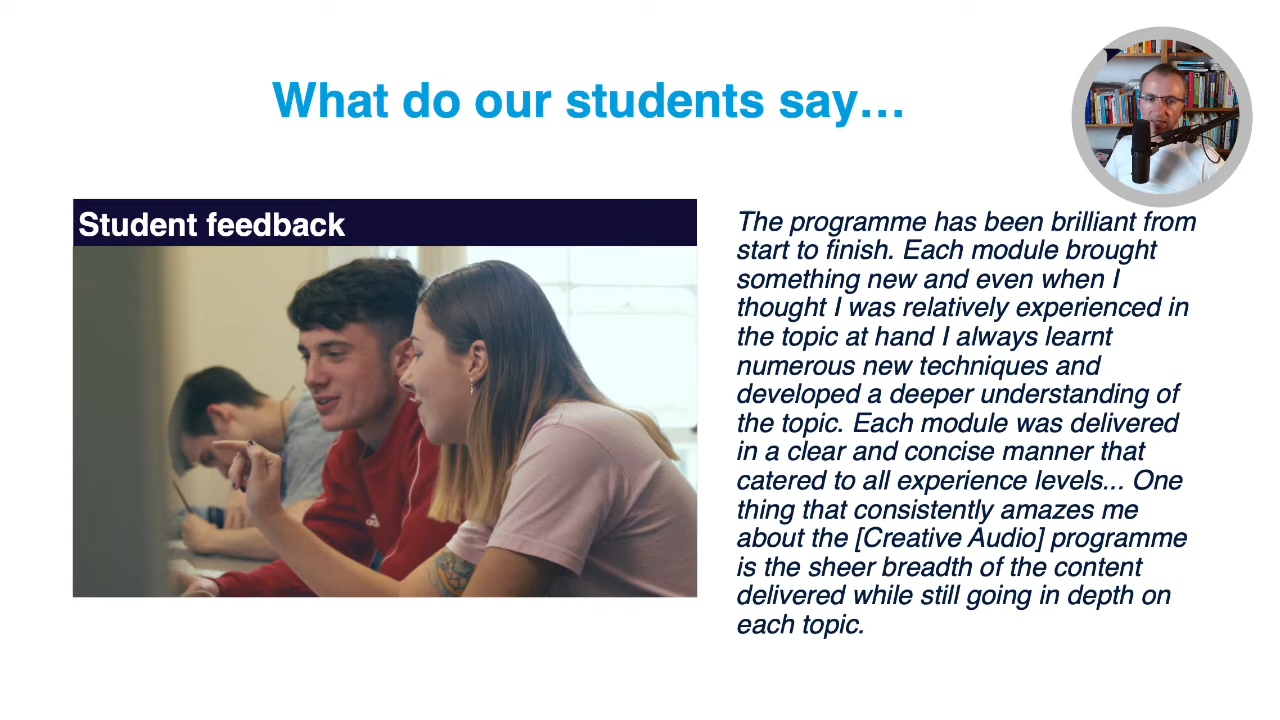 What do our students say…
Student feedback
The programme has been brilliant from
start to finish. Each module brought
something new and even when I
thought I was relatively experienced in
the topic at hand I always learnt
numerous new techniques and
developed a deeper understanding of
the topic. Each module was delivered
in a clear and concise manner that
catered to all experience levels... One
thing that consistently amazes me
about the [Creative Audio] programme
is the sheer breadth of the content
delivered while still going in depth on
each topic.